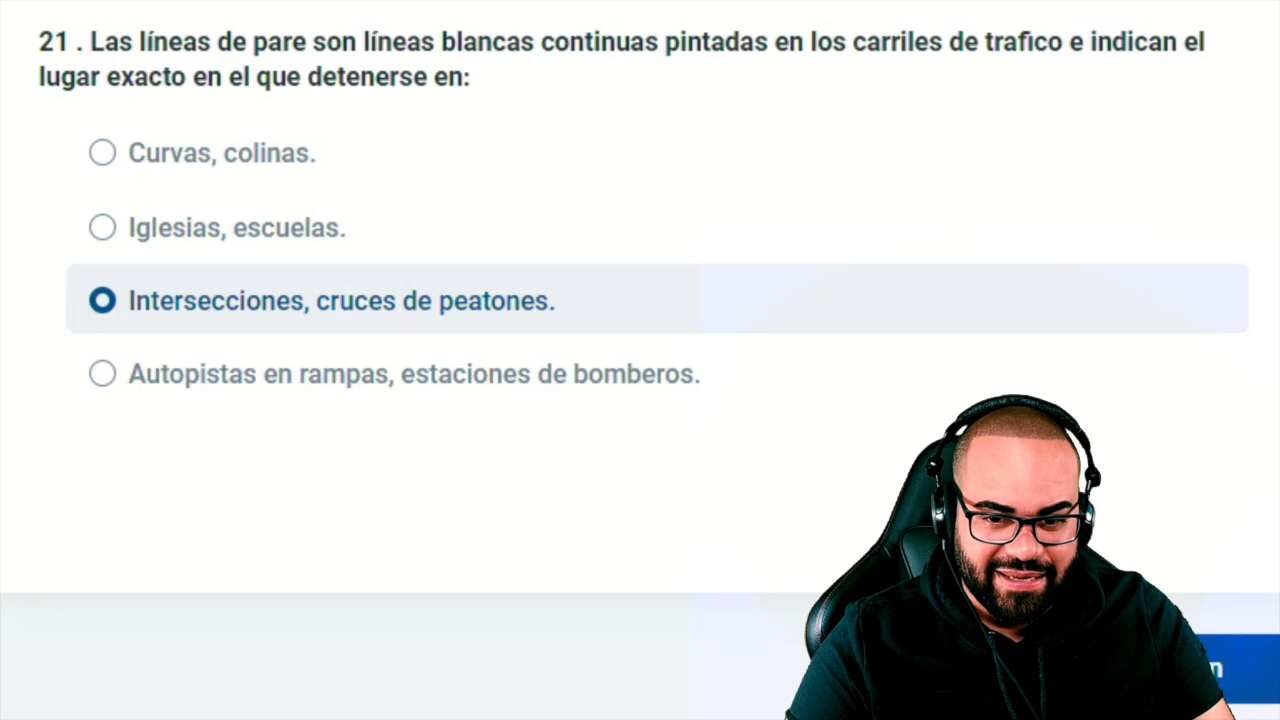 21 . Las líneas de pare son líneas blancas continuas pintadas en los carriles de trafico e indican el
lugar exacto en el que detenerse en:
Curvas, colinas.
Iglesias, escuelas.
Intersecciones, cruces de peatones.
Autopistas en rampas, estaciones de bomberos.